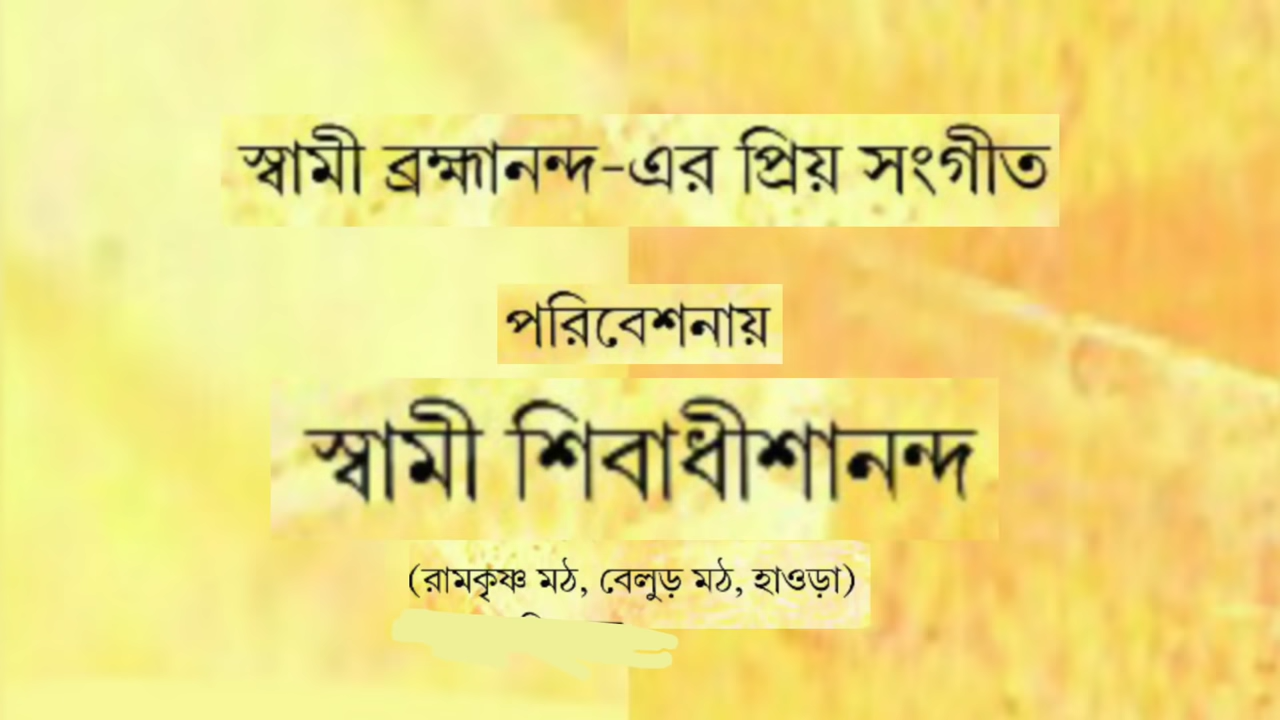 স্বামী ব্রহ্মানন্দ-এর প্রিয় সংগীত
পরিবেশনায়
স্বামী শিবাধীশানন্দ
(রামকৃষ্ণ মঠ, বেলুড় মঠ, হাওড়া)